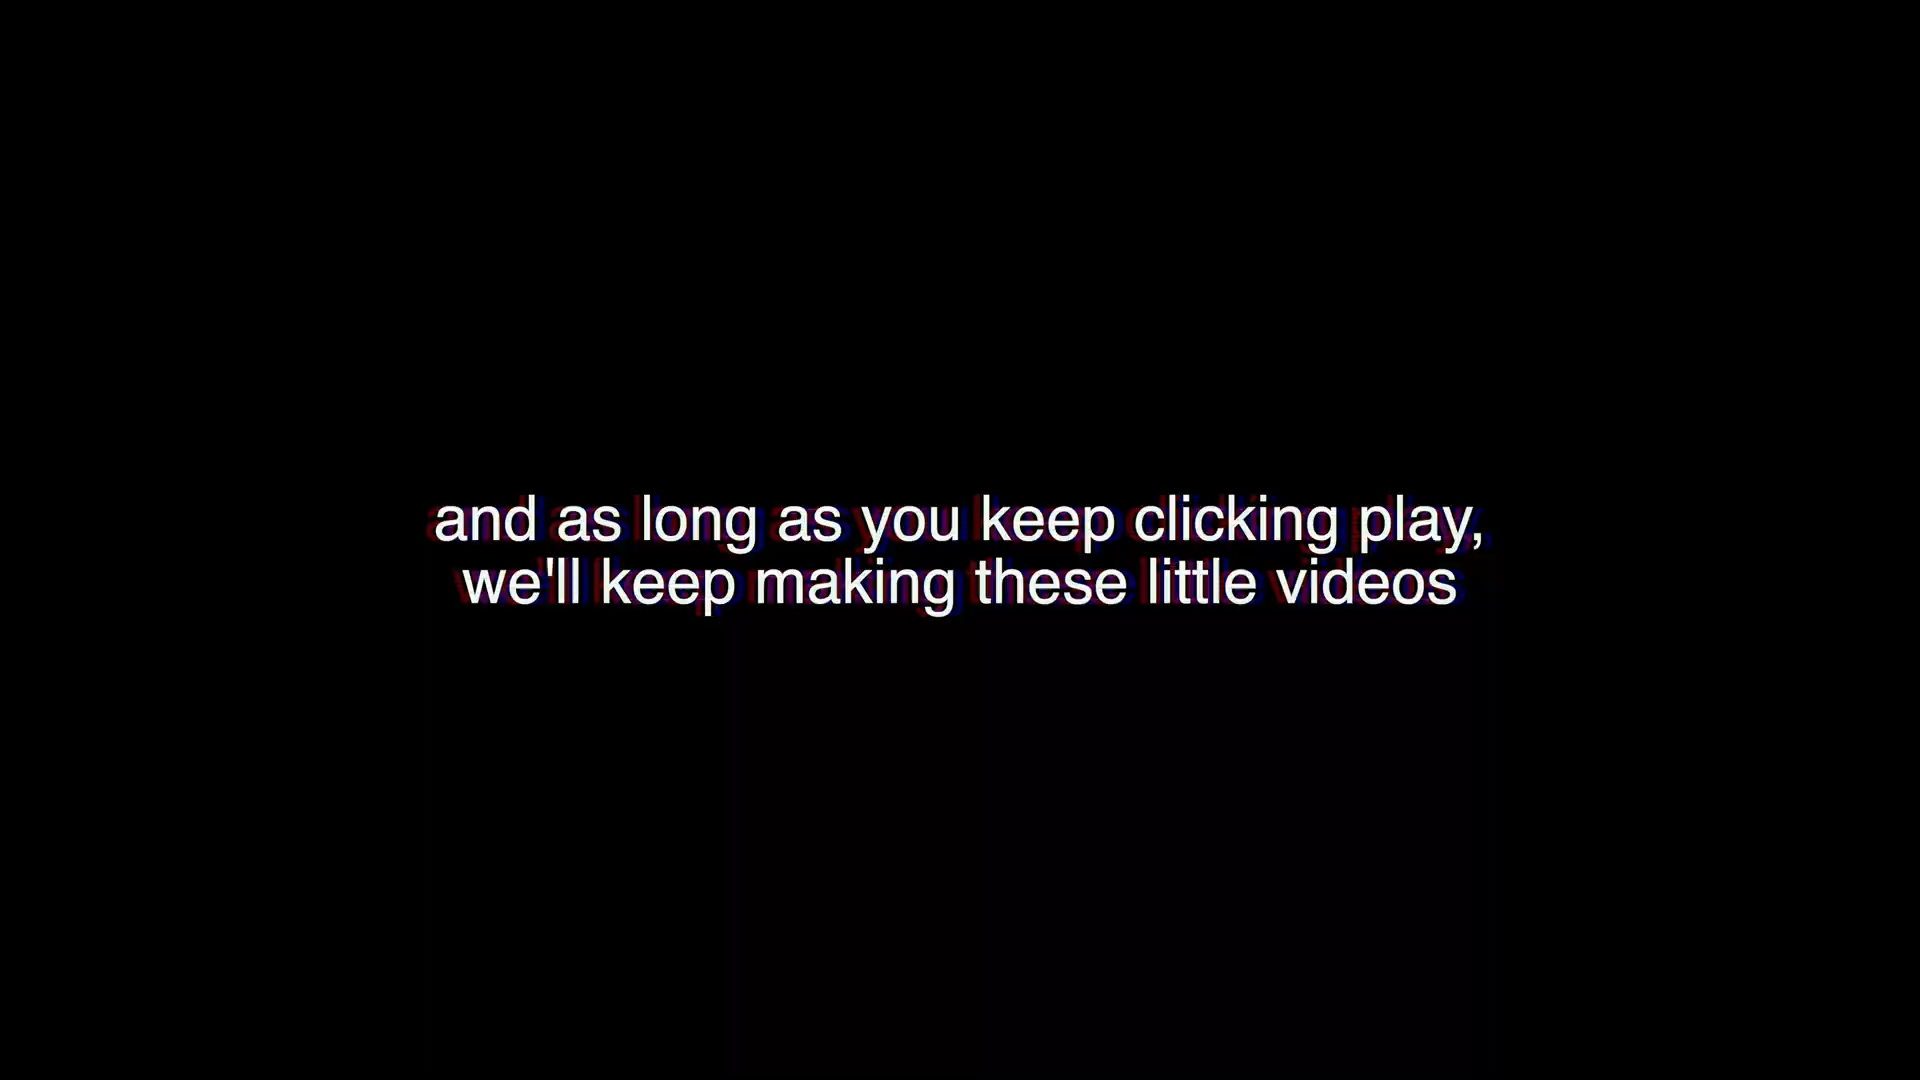 and as long as you keep clicking play,
we'll keep making these little videos